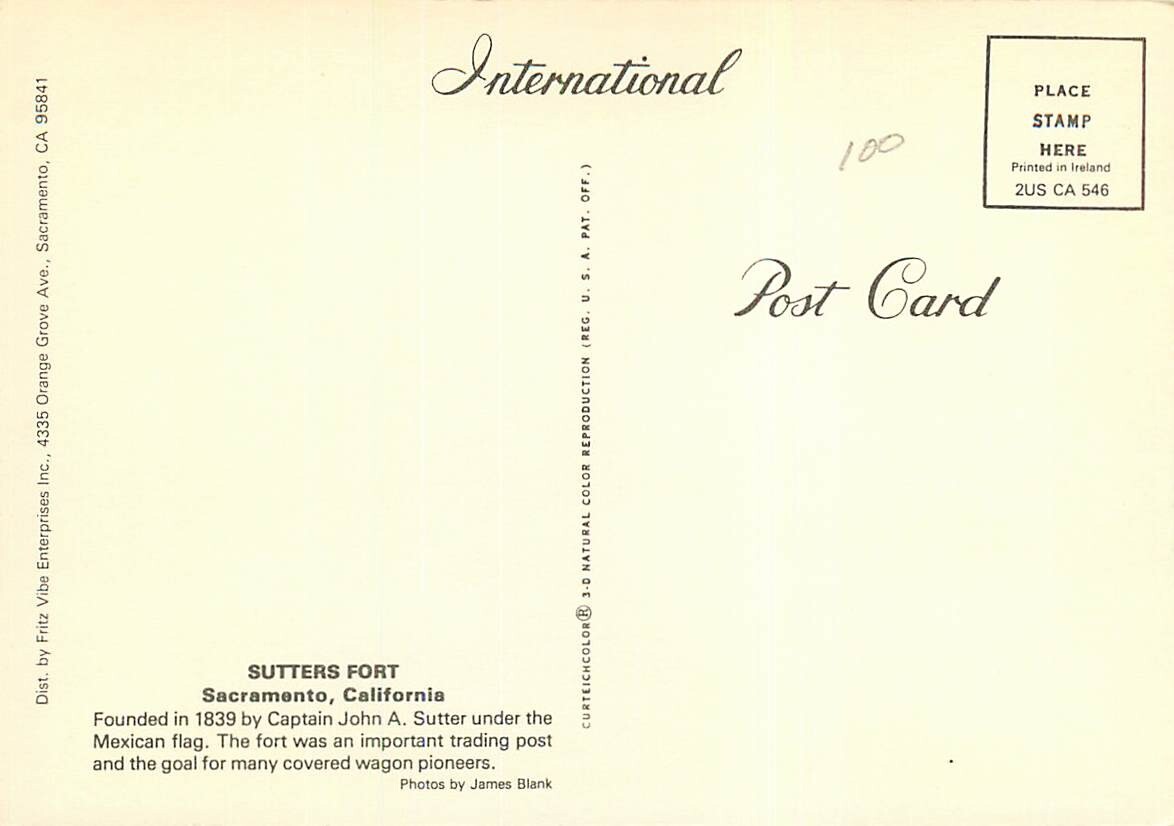 International
PLACE
STAMP
HERE
Printed in Ireland
2US CA 546
100
Post Card
Dist. by Fritz Vibe Enterprises Inc., 4335 Orange Grove Ave., Sacramento, CA 95841
CURTEICHCOLOR® 3-D NATURAL COLOR REPRODUCTION (REG. U. S. A. PAT. OFF.)
SUTTERS FORT
Sacramento, California
Founded in 1839 by Captain John A. Sutter under the
Mexican flag. The fort was an important trading post
and the goal for many covered wagon pioneers.
Photos by James Blank